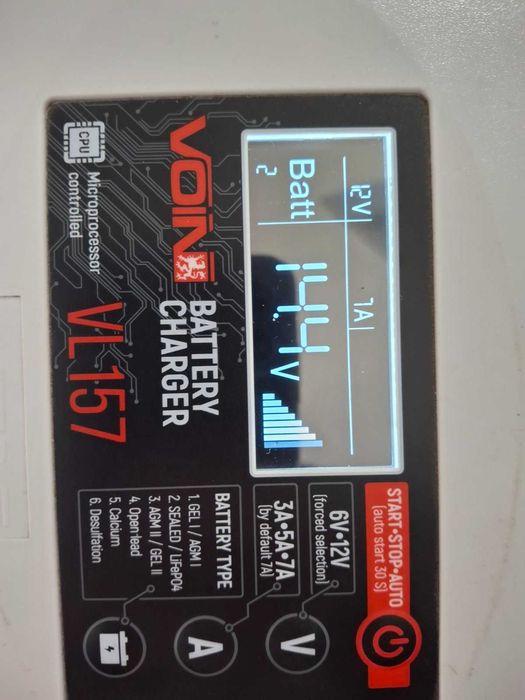 12V
7A
Batt
2
14.4 V
VOIN
BATTERY
CHARGER
CPU
Microprocessor
controlled
VL 157
START•STOP•AUTO
(auto start 30 S)
6V•12V
(forced selection)
3A•5A•7A
(by default 7A)
BATTERY TYPE
1. GEL I / AGM I
2. SEALED / LiFePO4
3. AGM II / GEL II
4. Open lead
5. Calcium
6. Desulfation
V
A